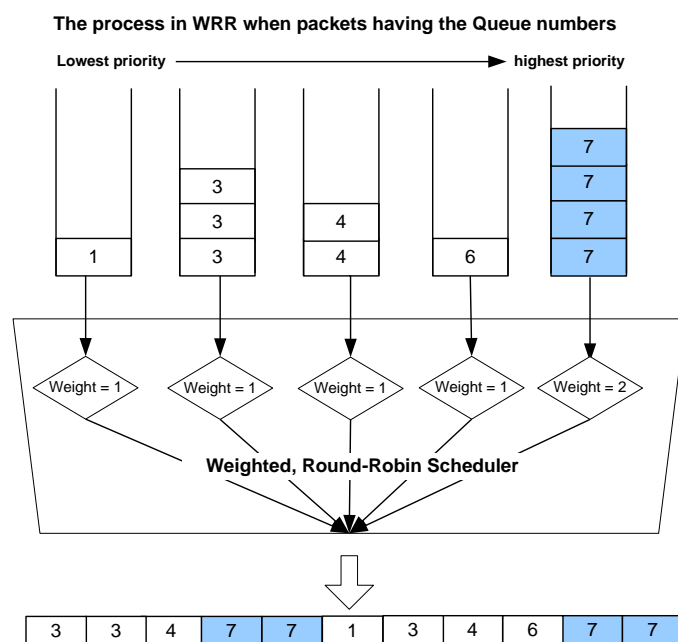 The process in WRR when packets having the Queue numbers
Lowest priority highest priority
7
3 7
3 4 7
1 3 4 6 7
Weight = 1 Weight = 1 Weight = 1 Weight = 1 Weight = 2
Weighted, Round-Robin Scheduler
3 3 4 7 7 1 3 4 6 7 7